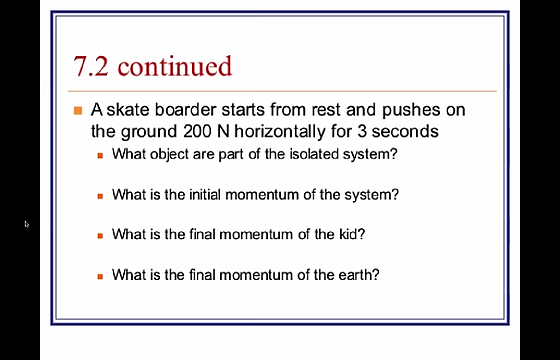 7.2 continued
A skate boarder starts from rest and pushes on
the ground 200 N horizontally for 3 seconds
What object are part of the isolated system?
What is the initial momentum of the system?
What is the final momentum of the kid?
What is the final momentum of the earth?